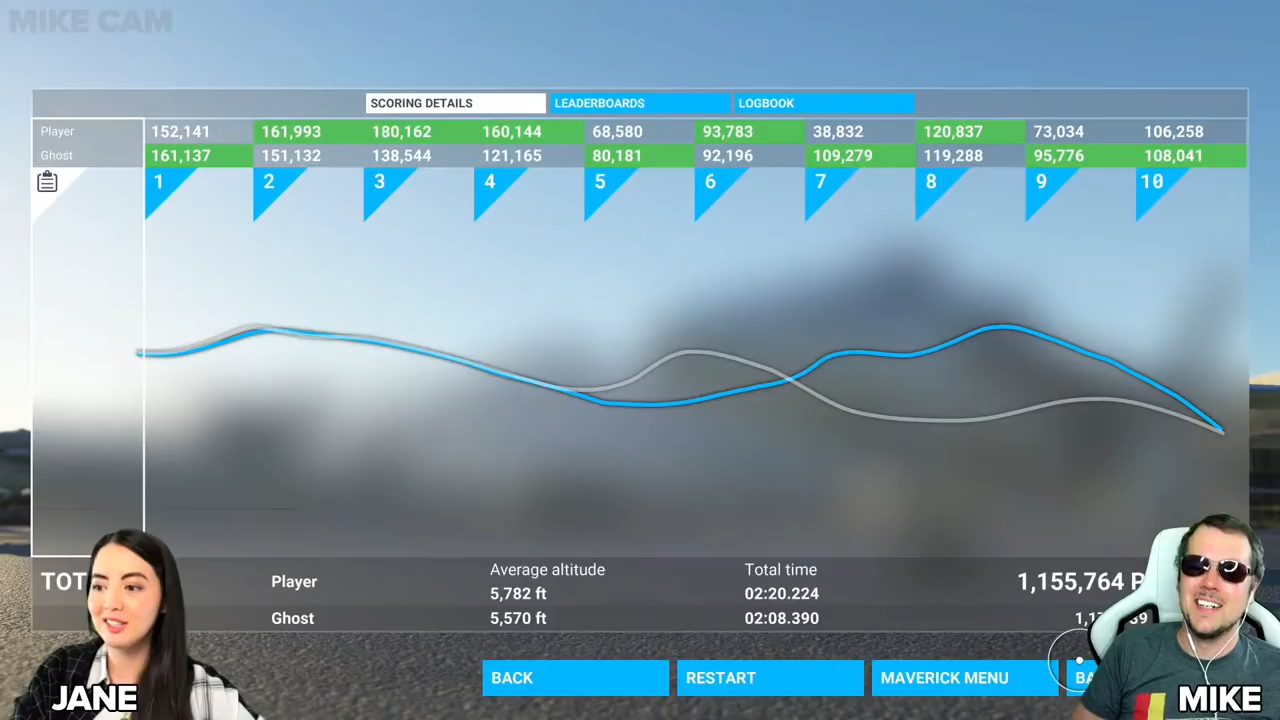 MIKE CAM
SCORING DETAILS LEADERBOARDS LOGBOOK
Player 152,141 161,993 180,162 160,144 68,580 93,783 38,832 120,837 73,034 106,258
Ghost 161,137 151,132 138,544 121,165 80,181 92,196 109,279 119,288 95,776 108,041
1 2 3 4 5 6 7 8 9 10
Average altitude Total time
Player 5,782 ft 02:20.224 1,155,764
Ghost 5,570 ft 02:08.390
BACK RESTART MAVERICK MENU
JANE MIKE